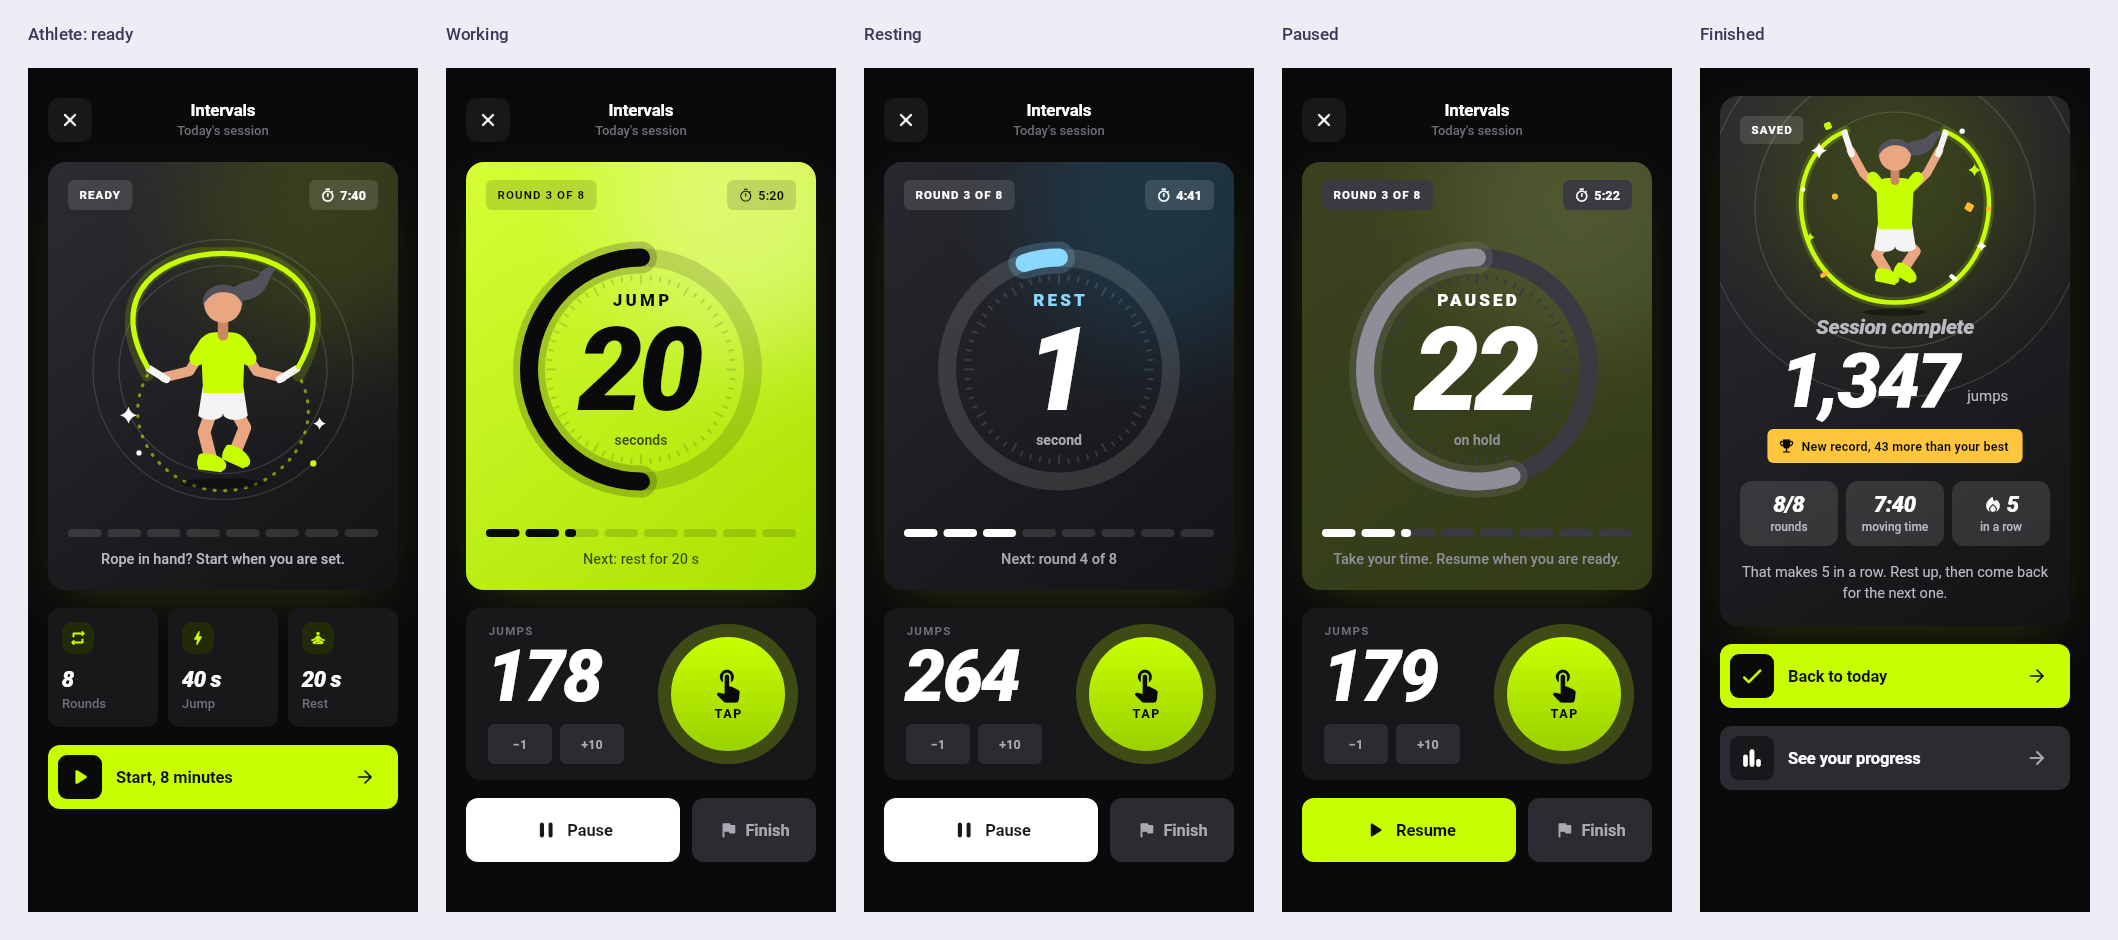 Athlete: ready
Intervals
Today's session
READY
7:40
Rope in hand? Start when you are set.
8
Rounds
40 s
Jump
20 s
Rest
Start, 8 minutes
Working
Intervals
Today's session
ROUND 3 OF 8
5:20
JUMP
20
seconds
Next: rest for 20 s
JUMPS
178
TAP
−1
+10
Pause
Finish
Resting
Intervals
Today's session
ROUND 3 OF 8
4:41
REST
1
second
Next: round 4 of 8
JUMPS
264
TAP
−1
+10
Pause
Finish
Paused
Intervals
Today's session
ROUND 3 OF 8
5:22
PAUSED
22
on hold
Take your time. Resume when you are ready.
JUMPS
179
TAP
−1
+10
Resume
Finish
Finished
SAVED
Session complete
1,347 jumps
New record, 43 more than your best
8/8
rounds
7:40
moving time
5
in a row
That makes 5 in a row. Rest up, then come back
for the next one.
Back to today
See your progress